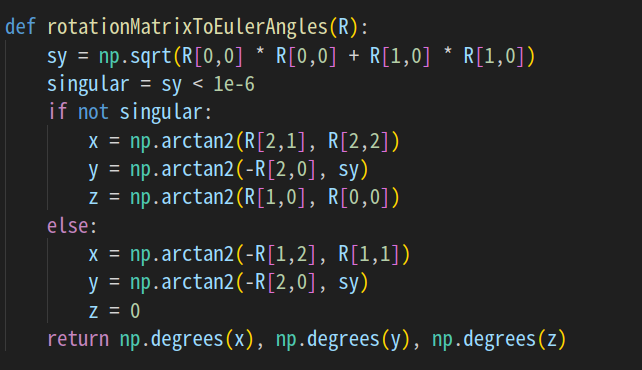 def rotationMatrixToEulerAngles(R):
    sy = np.sqrt(R[0,0] * R[0,0] + R[1,0] * R[1,0])
    singular = sy < 1e-6
    if not singular:
        x = np.arctan2(R[2,1], R[2,2])
        y = np.arctan2(-R[2,0], sy)
        z = np.arctan2(R[1,0], R[0,0])
    else:
        x = np.arctan2(-R[1,2], R[1,1])
        y = np.arctan2(-R[2,0], sy)
        z = 0
    return np.degrees(x), np.degrees(y), np.degrees(z)